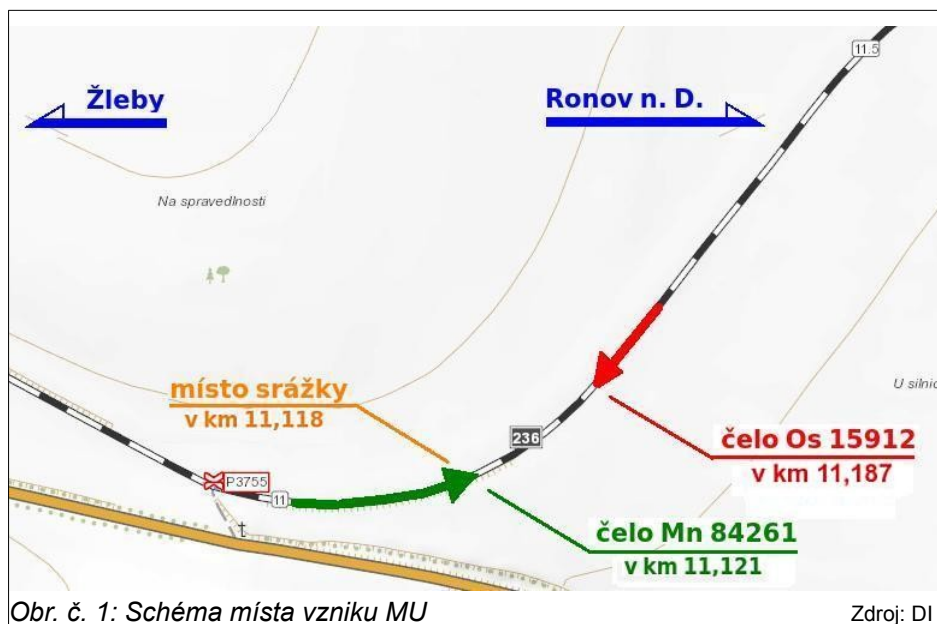 11.5
Žleby
Ronov n. D.
Na spravedlnosti
místo srážky
v km 11,118
U silnic
236
čelo Os 15912
v km 11,187
P3755
11
t
čelo Mn 84261
v km 11,121
Obr. č. 1: Schéma místa vzniku MU
Zdroj: DI